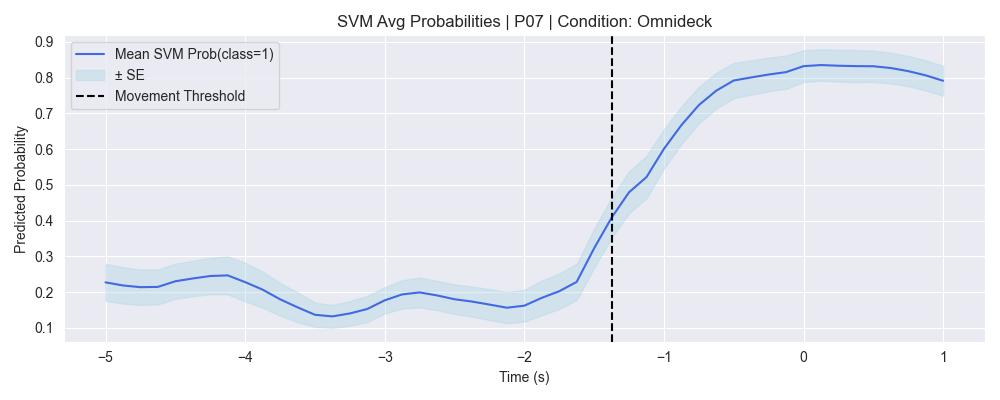 SVM Avg Probabilities | P07 | Condition: Omnideck
Mean SVM Prob(class=1)
± SE
Movement Threshold
Predicted Probability
0.9
0.8
0.7
0.6
0.5
0.4
0.3
0.2
0.1
−5 −4 −3 −2 −1 0 1
Time (s)